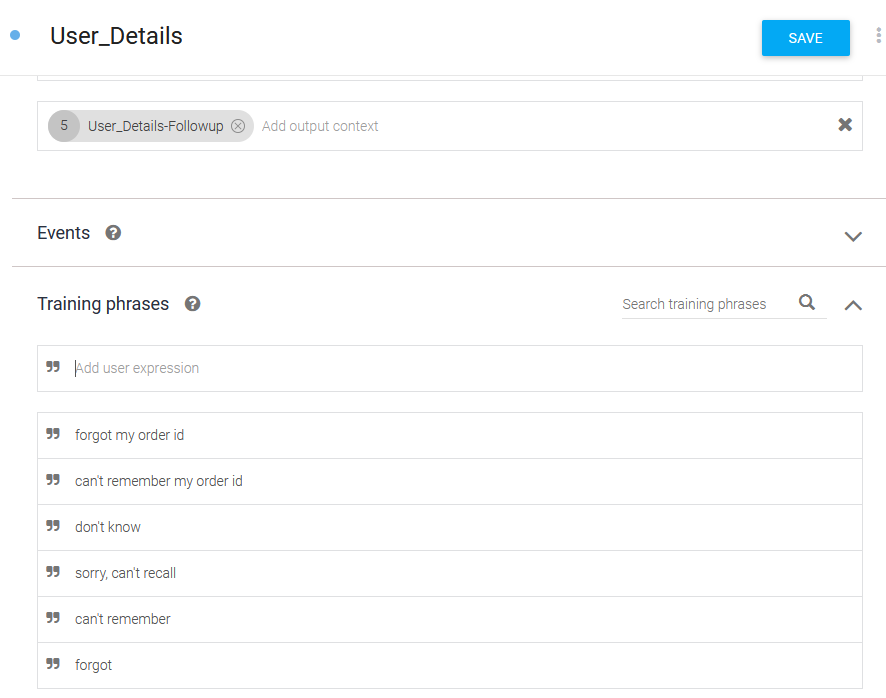 User_Details
SAVE
5 User_Details-Followup Add output context
Events
Training phrases
Search training phrases
Add user expression
forgot my order id
can't remember my order id
don't know
sorry, can't recall
can't remember
forgot